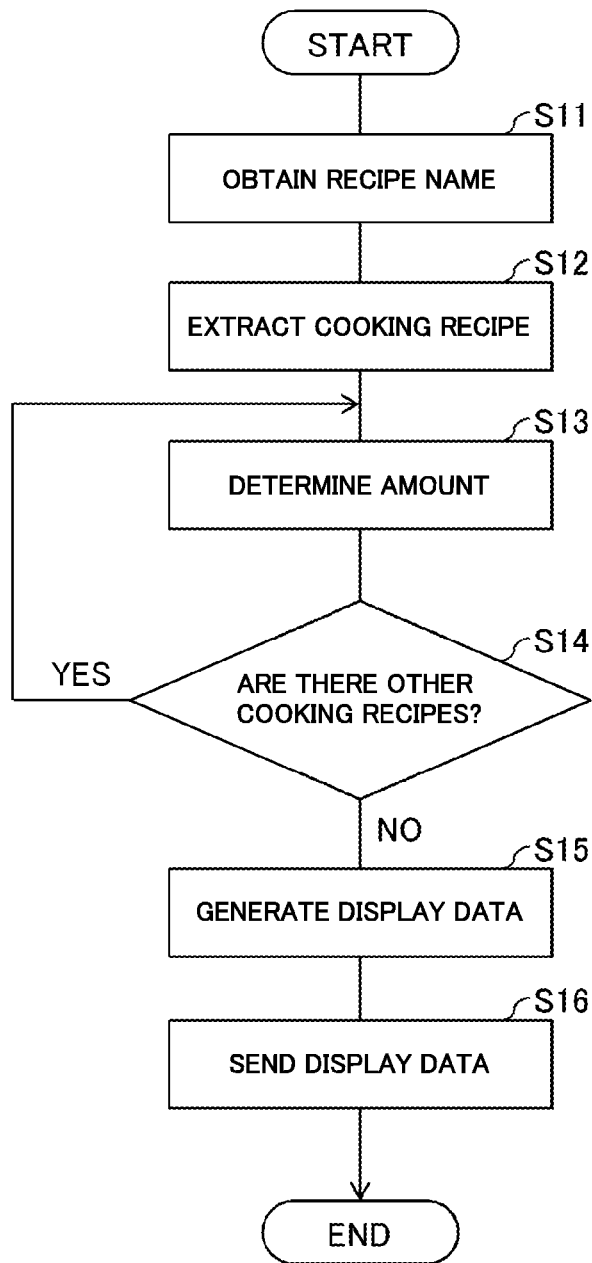 START
S11
OBTAIN RECIPE NAME
S12
EXTRACT COOKING RECIPE
S13
DETERMINE AMOUNT
S14
YES
ARE THERE OTHER
COOKING RECIPES?
NO
S15
GENERATE DISPLAY DATA
S16
SEND DISPLAY DATA
END